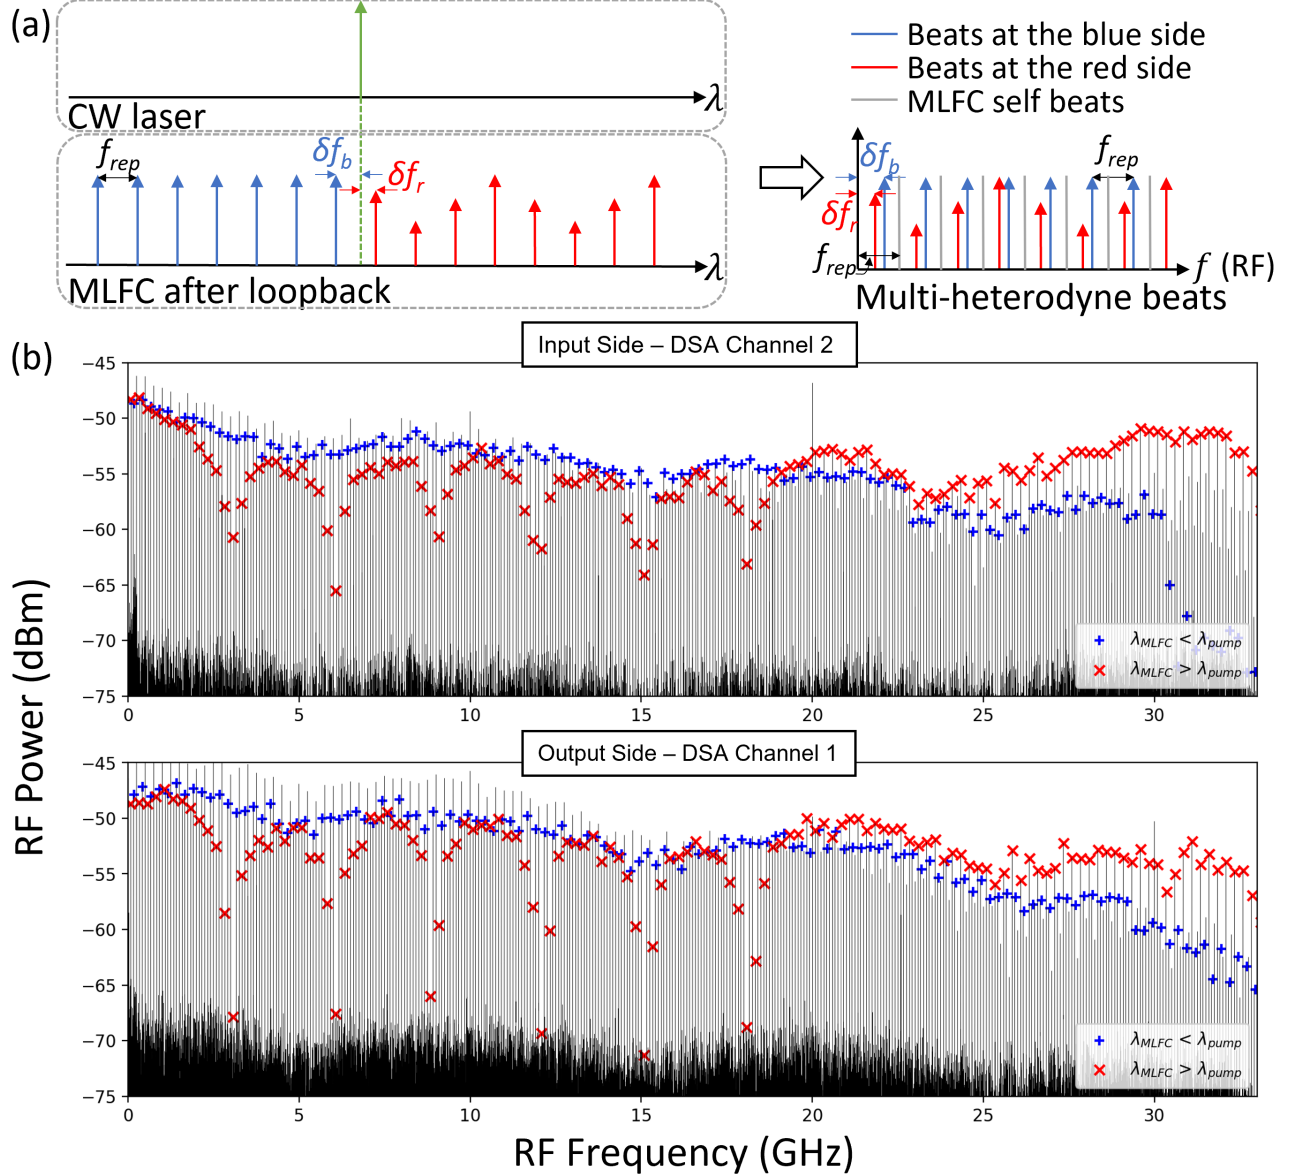 (a)
CW laser
λ
f_rep
δf_b
δf_r
MLFC after loopback
λ
Beats at the blue side
Beats at the red side
MLFC self beats
δf_b
f_rep
δf_r
f_rep
f (RF)
Multi-heterodyne beats
(b)
Input Side – DSA Channel 2
−45
−50
−55
−60
−65
−70
−75
0 5 10 15 20 25 30
λ_MLFC < λ_pump
λ_MLFC > λ_pump
Output Side – DSA Channel 1
−45
−50
−55
−60
−65
−70
−75
0 5 10 15 20 25 30
λ_MLFC < λ_pump
λ_MLFC > λ_pump
RF Power (dBm)
RF Frequency (GHz)